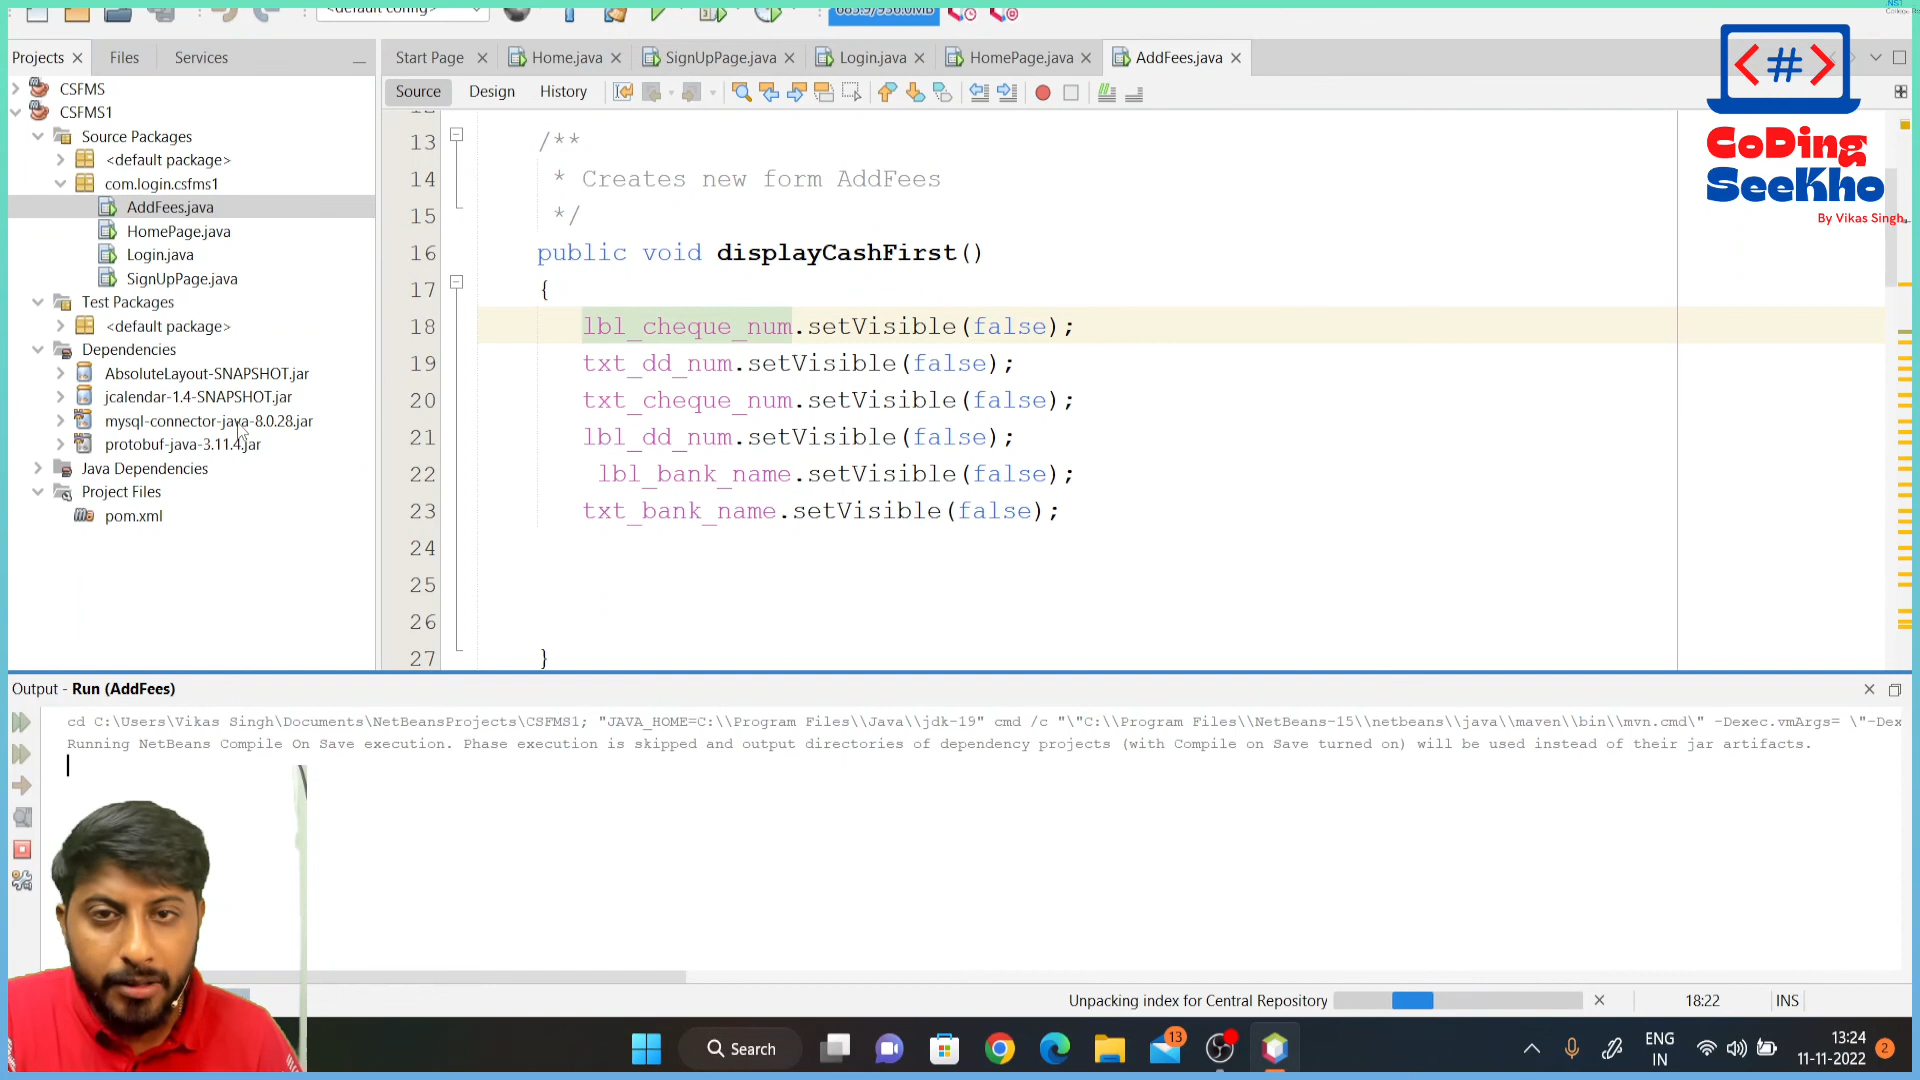 NS1
<default config>
685.9/936.0MB
Projects
Files
Services
Start Page
Home.java
SignUpPage.java
Login.java
HomePage.java
AddFees.java
Source
Design
History
CSFMS
CSFMS1
Source Packages
<default package>
com.login.csfms1
AddFees.java
HomePage.java
Login.java
SignUpPage.java
Test Packages
<default package>
Dependencies
AbsoluteLayout-SNAPSHOT.jar
jcalendar-1.4-SNAPSHOT.jar
mysql-connector-java-8.0.28.jar
protobuf-java-3.11.4.jar
Java Dependencies
Project Files
pom.xml
13 /**
14 * Creates new form AddFees
15 */
16 public void displayCashFirst()
17 {
18 lbl_cheque_num.setVisible(false);
19 txt_dd_num.setVisible(false);
20 txt_cheque_num.setVisible(false);
21 lbl_dd_num.setVisible(false);
22 lbl_bank_name.setVisible(false);
23 txt_bank_name.setVisible(false);
24
25
26
27 }
<#>
CoDing
SeeKho
By Vikas Singh
Output - Run (AddFees)
cd C:\Users\Vikas Singh\Documents\NetBeansProjects\CSFMS1; "JAVA_HOME=C:\\Program Files\\Java\\jdk-19" cmd /c "\"C:\\Program Files\\NetBeans-15\\netbeans\\java\\maven\\bin\\mvn.cmd\" -Dexec.vmArgs= \"-Dex
Running NetBeans Compile On Save execution. Phase execution is skipped and output directories of dependency projects (with Compile on Save turned on) will be used instead of their jar artifacts.
Unpacking index for Central Repository
18:22
INS
Search
13
ENG
IN
13:24
11-11-2022
2